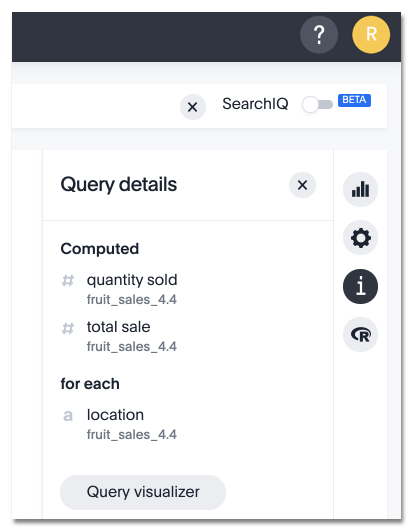 ? R
SearchIQ BETA
Query details
Computed
# quantity sold
fruit_sales_4.4
# total sale
fruit_sales_4.4
for each
a location
fruit_sales_4.4
Query visualizer
i
R